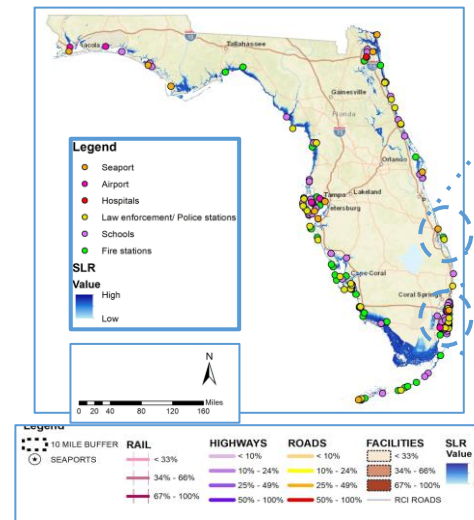 Tallahassee
Gainesville
Florida
Orlando
Tampa
Lakeland
Petersburg
Cape Coral
Coral Springs
Legend
Seaport
Airport
Hospitals
Law enforcement/ Police stations
Schools
Fire stations
SLR
Value
High
Low
N
Miles
0 20 40 80 120 160
Legend
10 MILE BUFFER
SEAPORTS
RAIL
< 33%
34% - 66%
67% - 100%
HIGHWAYS
< 10%
10% - 24%
25% - 49%
50% - 100%
ROADS
< 10%
10% - 24%
25% - 49%
50% - 100%
FACILITIES
< 33%
34% - 66%
67% - 100%
RCI ROADS
SLR
Value